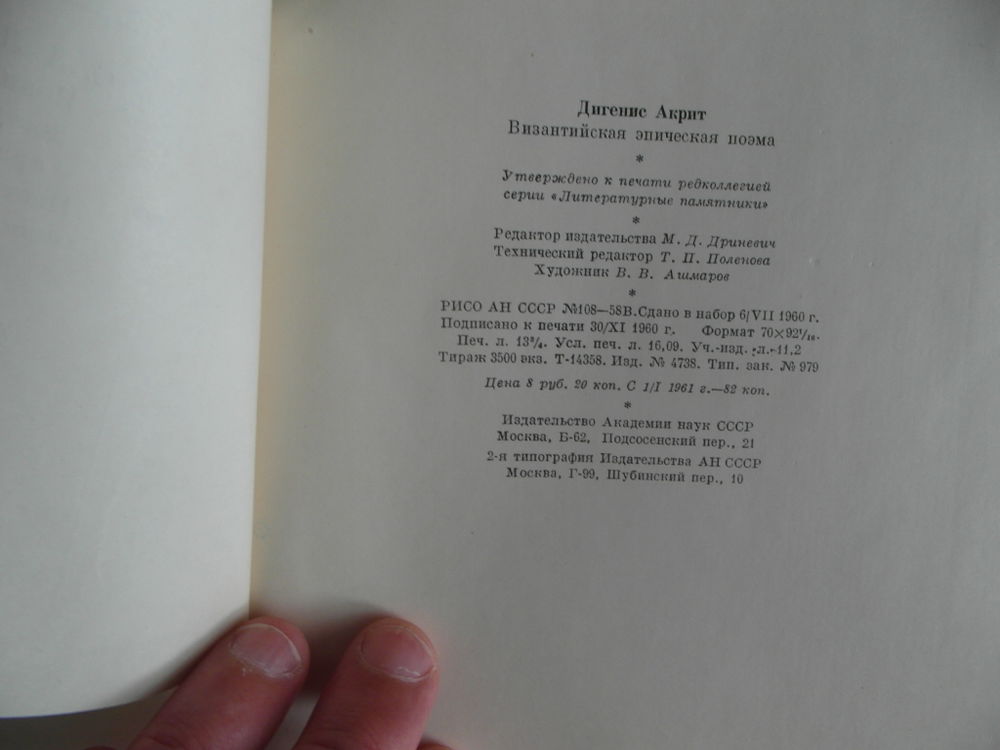 Дигенис Акрит
Византийская эпическая поэма
*
Утверждено к печати редколлегией
серии «Литературные памятники»
*
Редактор издательства М. Д. Дриневич
Технический редактор Т. П. Поленова
Художник В. В. Ашмаров
*
РИСО АН СССР №108—58В. Сдано в набор 6/VII 1960 г.
Подписано к печати 30/XI 1960 г. Формат 70×92¹/₁₆.
Печ. л. 13³/₄. Усл. печ. л. 16,09. Уч.-изд. л. 11,2
Тираж 3500 экз. Т-14358. Изд. № 4738. Тип. зак. № 979
Цена 8 руб. 20 коп. С 1/I 1961 г.—82 коп.
*
Издательство Академии наук СССР
Москва, Б-62, Подсосенский пер., 21
2-я типография Издательства АН СССР
Москва, Г-99, Шубинский пер., 10